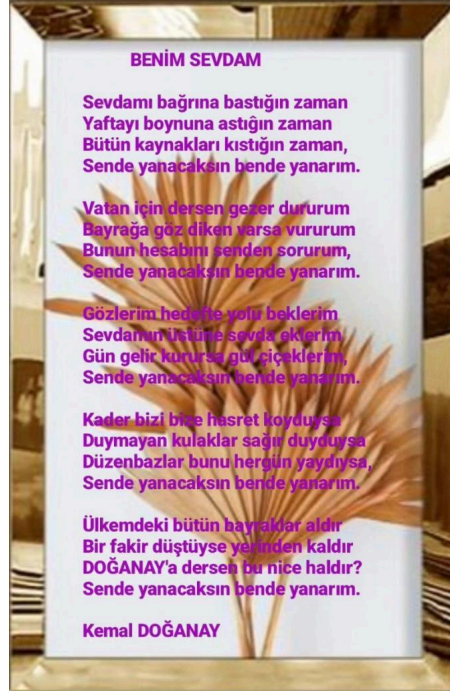 BENİM SEVDAM
Sevdamı bağrına bastığın zaman
Yaftayı boynuna astıĝın zaman
Bütün kaynakları kıstığın zaman,
Sende yanacaksın bende yanarım.
Vatan için dersen gezer dururum
Bayrağa göz diken varsa vururum
Bunun hesabını senden sorurum,
Sende yanacaksın bende yanarım.
Gözlerim hedefte yolu beklerim
Sevdamın üstüne sevda eklerim
Gün gelir kurursa gül çiçeklerim,
Sende yanacaksın bende yanarım.
Kader bizi bize hasret koyduysa
Duymayan kulaklar sağır duyduysa
Düzenbazlar bunu hergün yaydıysa,
Sende yanacaksın bende yanarım.
Ülkemdeki bütün bayraklar aldır
Bir fakir düştüyse yerinden kaldır
DOĞANAY'a dersen bu nice haldır?
Sende yanacaksın bende yanarım.
Kemal DOĞANAY